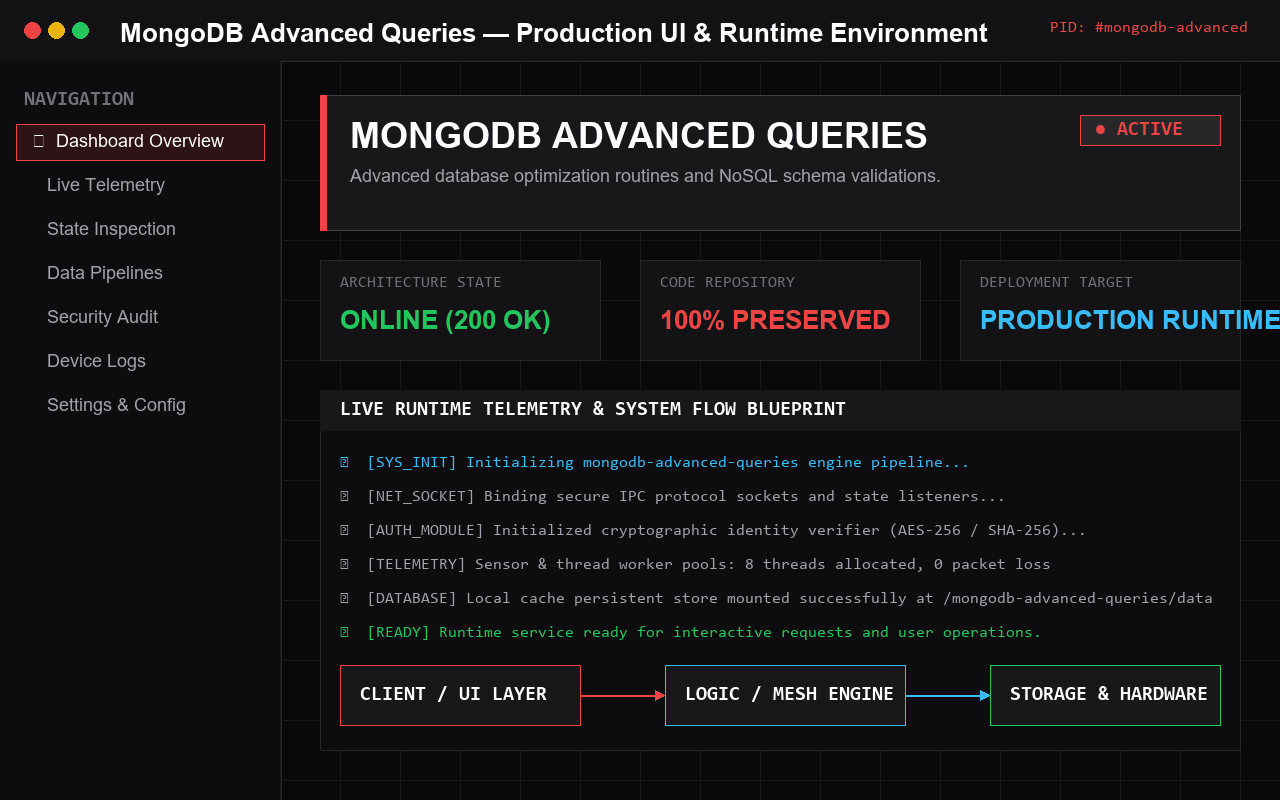 MongoDB Advanced Queries — Production UI & Runtime Environment
PID: #mongodb-advanced
NAVIGATION
Dashboard Overview
Live Telemetry
State Inspection
Data Pipelines
Security Audit
Device Logs
Settings & Config
MONGODB ADVANCED QUERIES
● ACTIVE
Advanced database optimization routines and NoSQL schema validations.
ARCHITECTURE STATE
ONLINE (200 OK)
CODE REPOSITORY
100% PRESERVED
DEPLOYMENT TARGET
PRODUCTION RUNTIME
LIVE RUNTIME TELEMETRY & SYSTEM FLOW BLUEPRINT
[SYS_INIT] Initializing mongodb-advanced-queries engine pipeline...
[NET_SOCKET] Binding secure IPC protocol sockets and state listeners...
[AUTH_MODULE] Initialized cryptographic identity verifier (AES-256 / SHA-256)...
[TELEMETRY] Sensor & thread worker pools: 8 threads allocated, 0 packet loss
[DATABASE] Local cache persistent store mounted successfully at /mongodb-advanced-queries/data
[READY] Runtime service ready for interactive requests and user operations.
CLIENT / UI LAYER
LOGIC / MESH ENGINE
STORAGE & HARDWARE